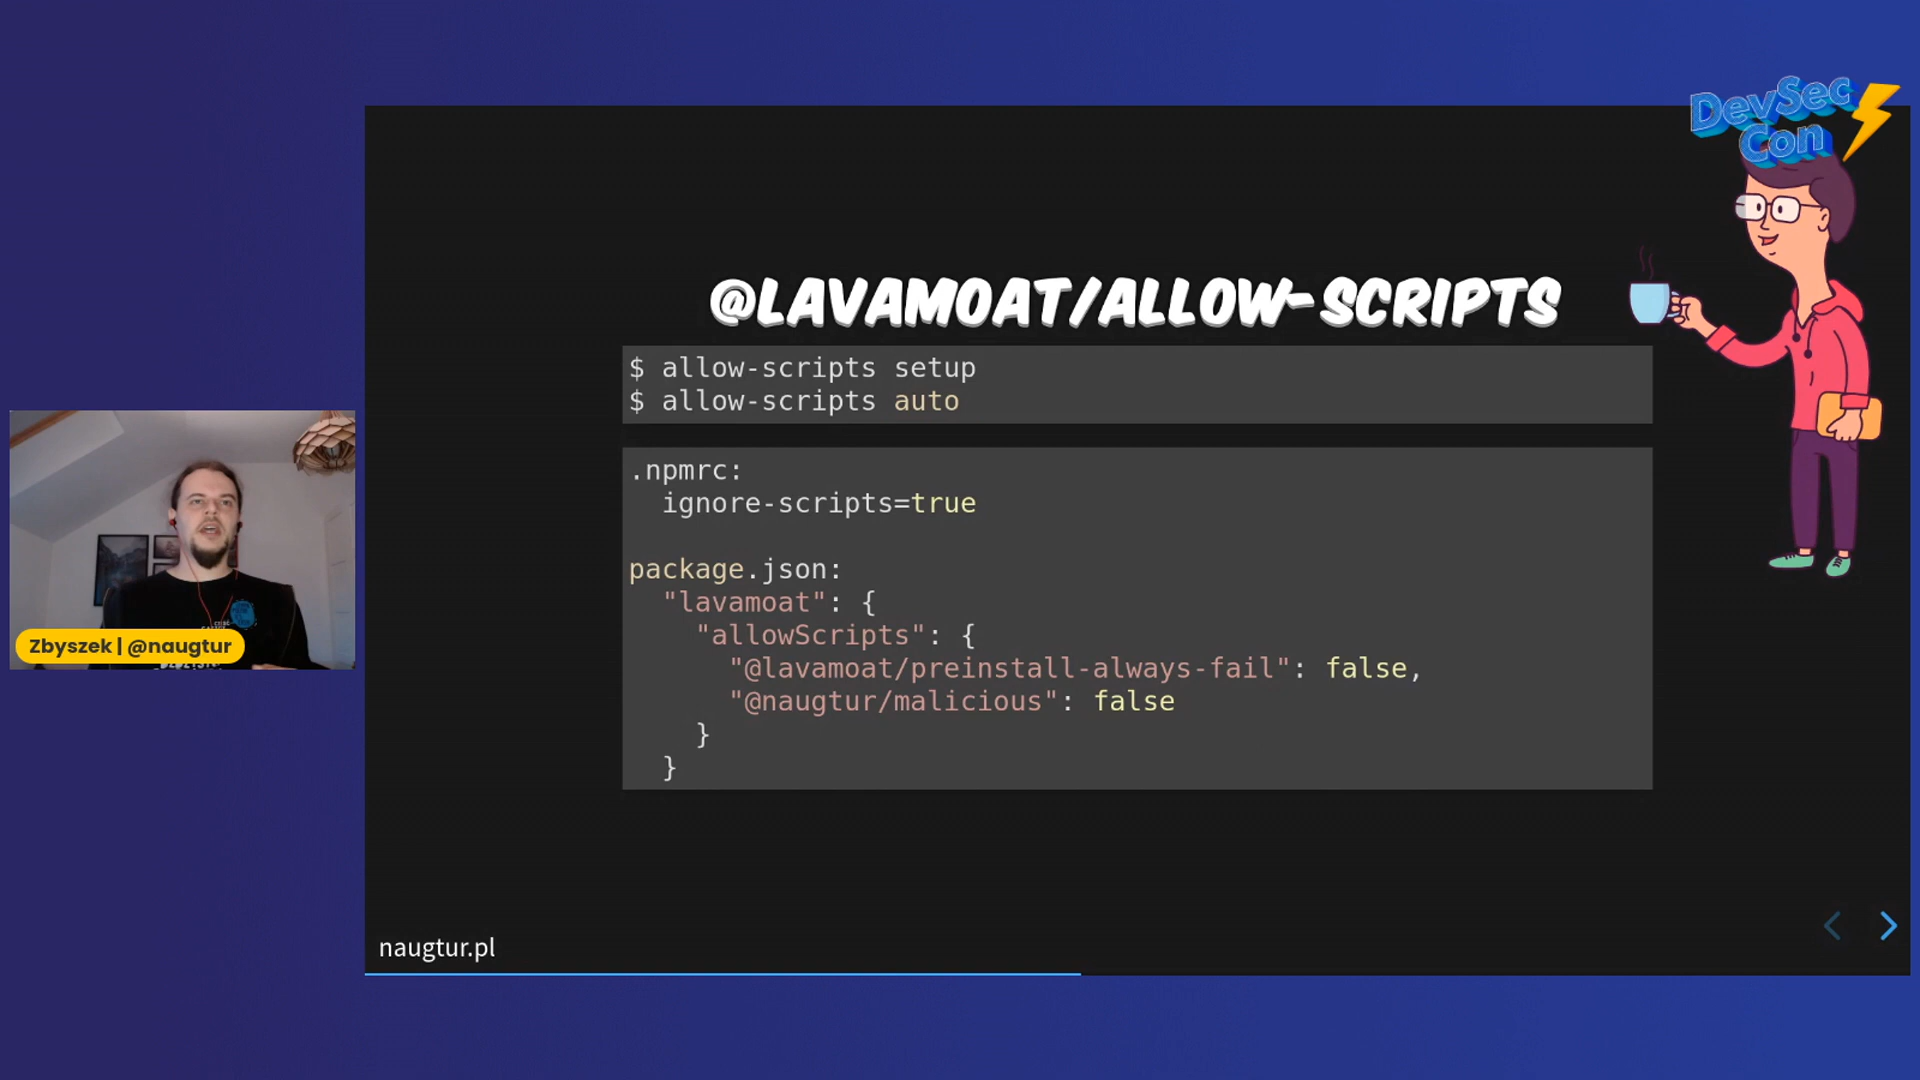 DevSec
Con
@LAVAMOAT/ALLOW-SCRIPTS
$ allow-scripts setup
$ allow-scripts auto
.npmrc:
ignore-scripts=true
package.json:
"lavamoat": {
"allowScripts": {
"@lavamoat/preinstall-always-fail": false,
"@naugtur/malicious": false
}
}
Zbyszek | @naugtur
naugtur.pl